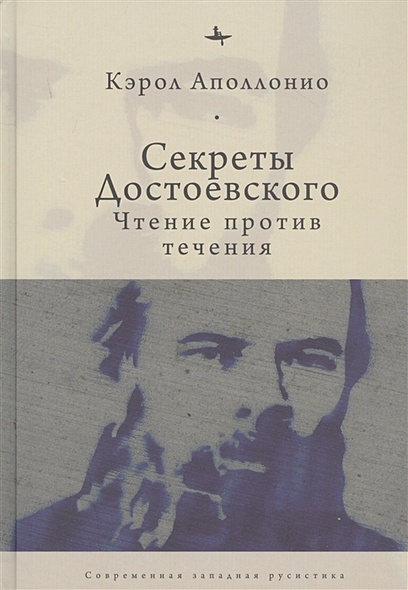 Кэрол Аполлонио
Секреты
Достоевского
Чтение против
течения
Современная западная русистика